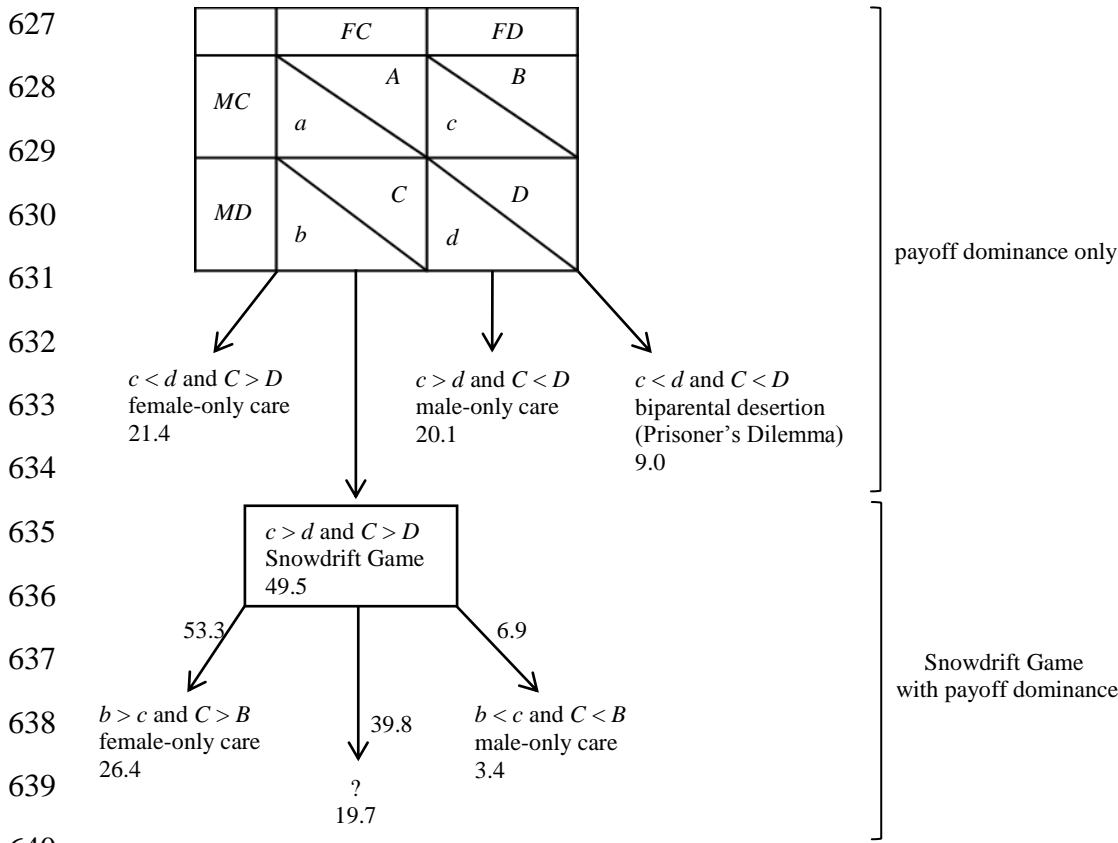 627
FC FD
628
A B
MC
a c
629
630
C D
MD
b d
631
payoff dominance only
632
c < d and C > D
female-only care
21.4
c > d and C < D
male-only care
20.1
c < d and C < D
biparental desertion
(Prisoner’s Dilemma)
9.0
633
634
635
c > d and C > D
Snowdrift Game
49.5
636
53.3
6.9
637
Snowdrift Game
with payoff dominance
638
b > c and C > B
female-only care
26.4
39.8
b < c and C < B
male-only care
3.4
639
?
19.7